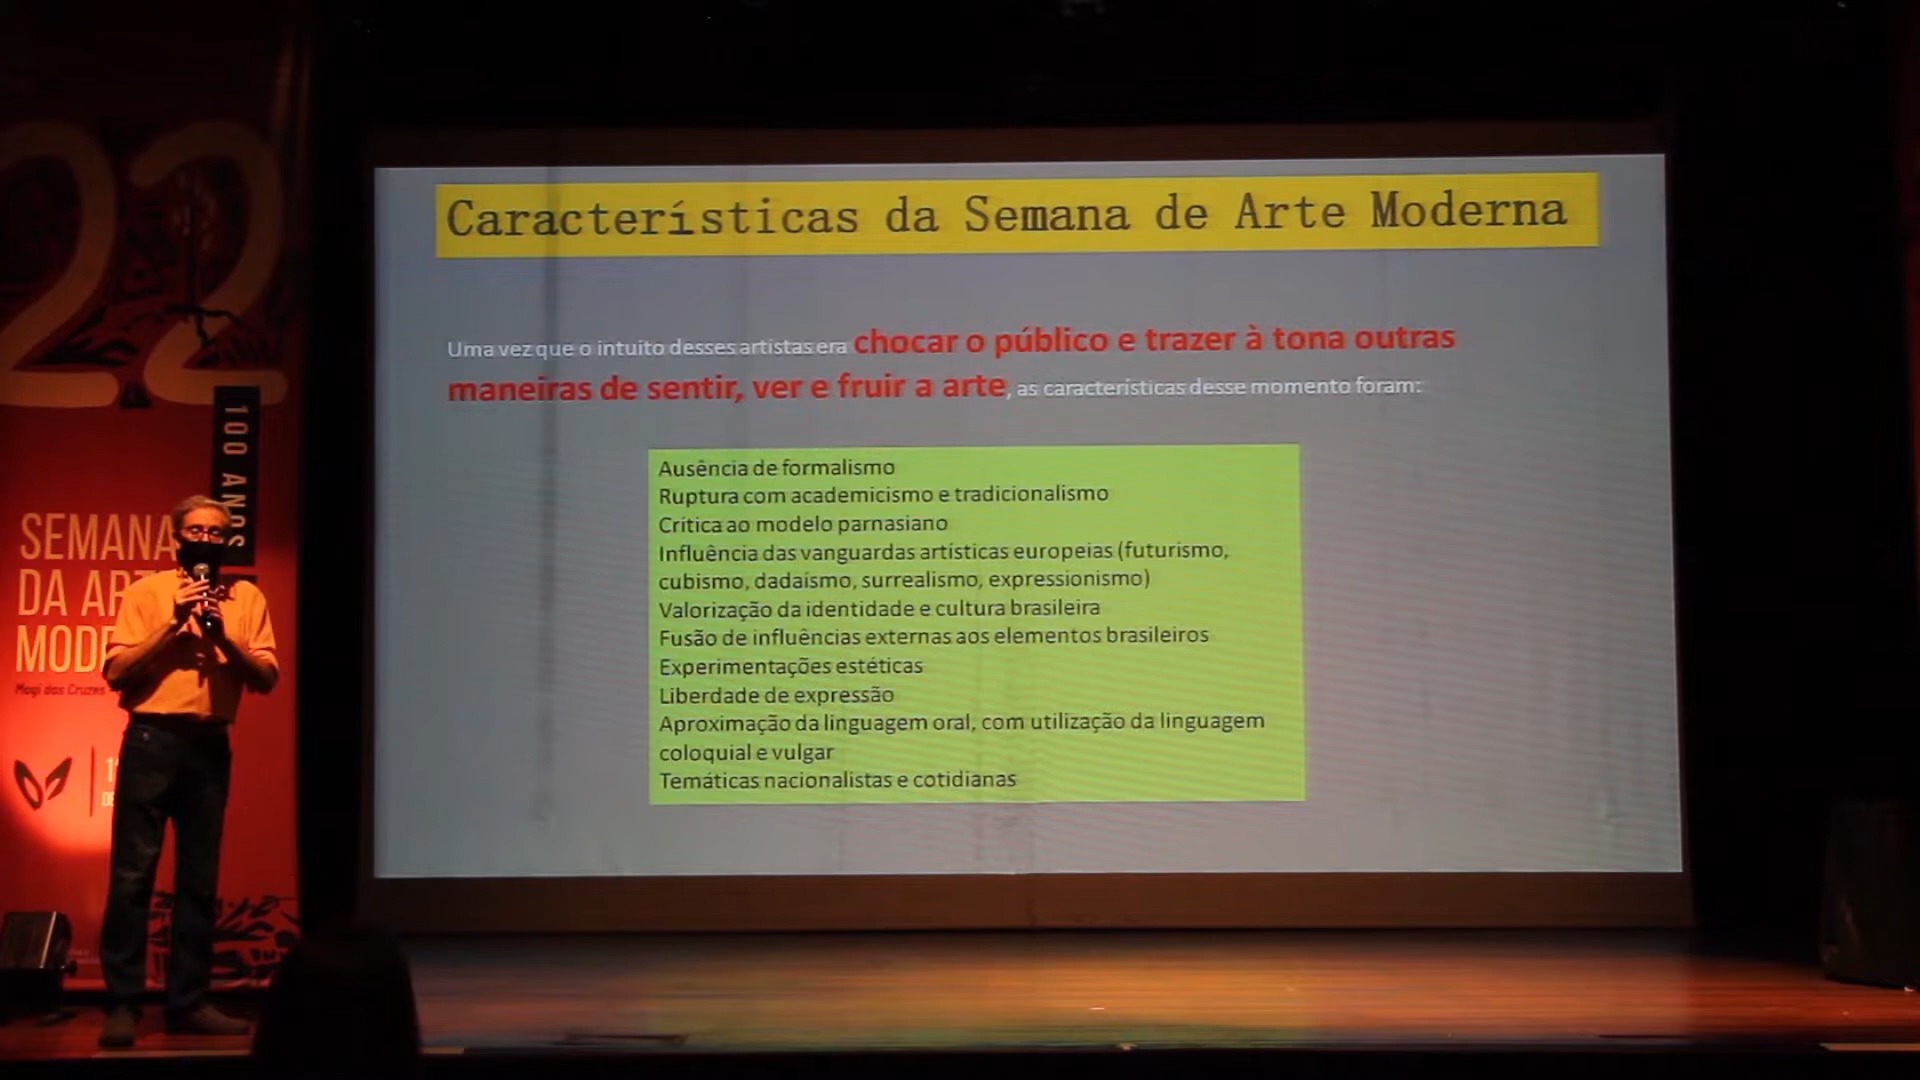 22
100 ANOS
SEMANA
DA AR
MODE
Mogi das Cruzes
Características da Semana de Arte Moderna
Uma vez que o intuito desses artistas era chocar o público e trazer à tona outras
maneiras de sentir, ver e fruir a arte, as características desse momento foram:
Ausência de formalismo
Ruptura com academicismo e tradicionalismo
Crítica ao modelo parnasiano
Influência das vanguardas artísticas europeias (futurismo,
cubismo, dadaísmo, surrealismo, expressionismo)
Valorização da identidade e cultura brasileira
Fusão de influências externas aos elementos brasileiros
Experimentações estéticas
Liberdade de expressão
Aproximação da linguagem oral, com utilização da linguagem
coloquial e vulgar
Temáticas nacionalistas e cotidianas